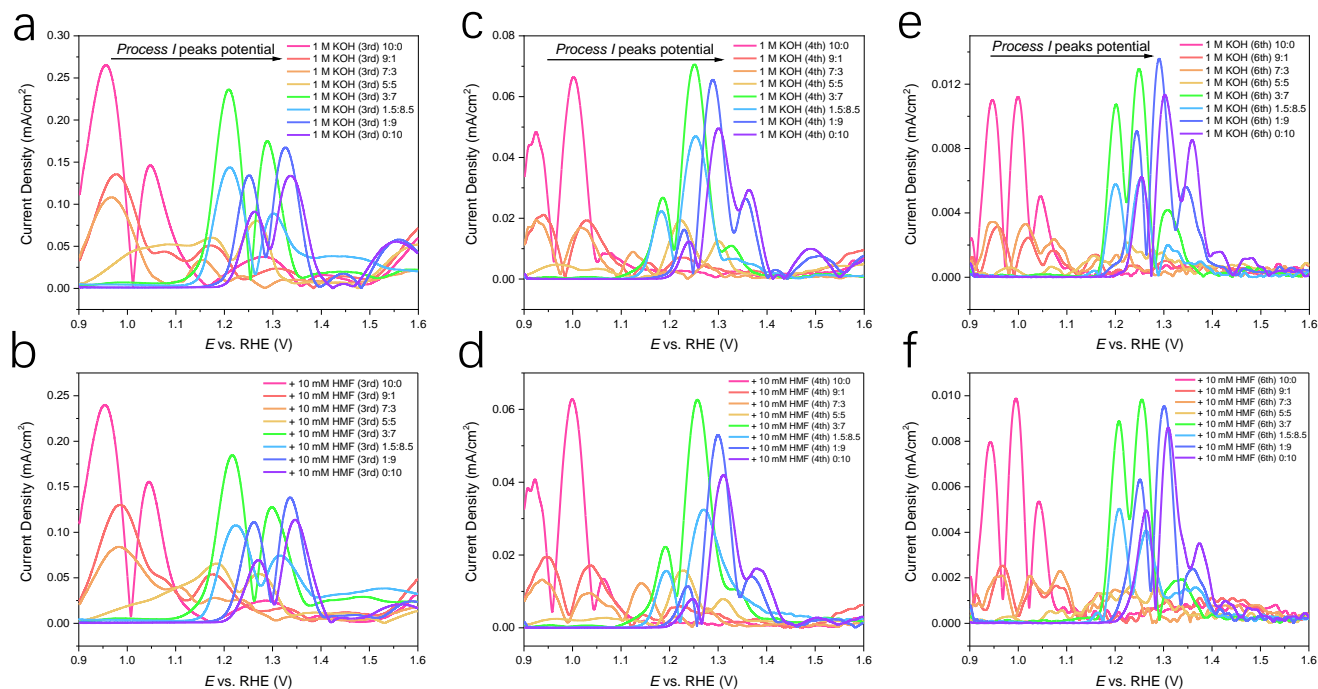 a
Process I peaks potential
1 M KOH (3rd) 10:0
1 M KOH (3rd) 9:1
1 M KOH (3rd) 7:3
1 M KOH (3rd) 5:5
1 M KOH (3rd) 3:7
1 M KOH (3rd) 1.5:8.5
1 M KOH (3rd) 1:9
1 M KOH (3rd) 0:10
Current Density (mA/cm²)
0.30
0.25
0.20
0.15
0.10
0.05
0.00
0.9 1.0 1.1 1.2 1.3 1.4 1.5 1.6
E vs. RHE (V)
c
Process I peaks potential
1 M KOH (4th) 10:0
1 M KOH (4th) 9:1
1 M KOH (4th) 7:3
1 M KOH (4th) 5:5
1 M KOH (4th) 3:7
1 M KOH (4th) 1.5:8.5
1 M KOH (4th) 1:9
1 M KOH (4th) 0:10
Current Density (mA/cm²)
0.08
0.06
0.04
0.02
0.00
0.9 1.0 1.1 1.2 1.3 1.4 1.5 1.6
E vs. RHE (V)
e
Process I peaks potential
1 M KOH (6th) 10:0
1 M KOH (6th) 9:1
1 M KOH (6th) 7:3
1 M KOH (6th) 5:5
1 M KOH (6th) 3:7
1 M KOH (6th) 1.5:8.5
1 M KOH (6th) 1:9
1 M KOH (6th) 0:10
Current Density (mA/cm²)
0.012
0.008
0.004
0.000
0.9 1.0 1.1 1.2 1.3 1.4 1.5 1.6
E vs. RHE (V)
b
+ 10 mM HMF (3rd) 10:0
+ 10 mM HMF (3rd) 9:1
+ 10 mM HMF (3rd) 7:3
+ 10 mM HMF (3rd) 5:5
+ 10 mM HMF (3rd) 3:7
+ 10 mM HMF (3rd) 1.5:8.5
+ 10 mM HMF (3rd) 1:9
+ 10 mM HMF (3rd) 0:10
Current Density (mA/cm²)
0.25
0.20
0.15
0.10
0.05
0.00
0.9 1.0 1.1 1.2 1.3 1.4 1.5 1.6
E vs. RHE (V)
d
+ 10 mM HMF (4th) 10:0
+ 10 mM HMF (4th) 9:1
+ 10 mM HMF (4th) 7:3
+ 10 mM HMF (4th) 5:5
+ 10 mM HMF (4th) 3:7
+ 10 mM HMF (4th) 1.5:8.5
+ 10 mM HMF (4th) 1:9
+ 10 mM HMF (4th) 0:10
Current Density (mA/cm²)
0.06
0.04
0.02
0.00
0.9 1.0 1.1 1.2 1.3 1.4 1.5 1.6
E vs. RHE (V)
f
+ 10 mM HMF (6th) 10:0
+ 10 mM HMF (6th) 9:1
+ 10 mM HMF (6th) 7:3
+ 10 mM HMF (6th) 5:5
+ 10 mM HMF (6th) 3:7
+ 10 mM HMF (6th) 1.5:8.5
+ 10 mM HMF (6th) 1:9
+ 10 mM HMF (6th) 0:10
Current Density (mA/cm²)
0.010
0.008
0.006
0.004
0.002
0.000
0.9 1.0 1.1 1.2 1.3 1.4 1.5 1.6
E vs. RHE (V)